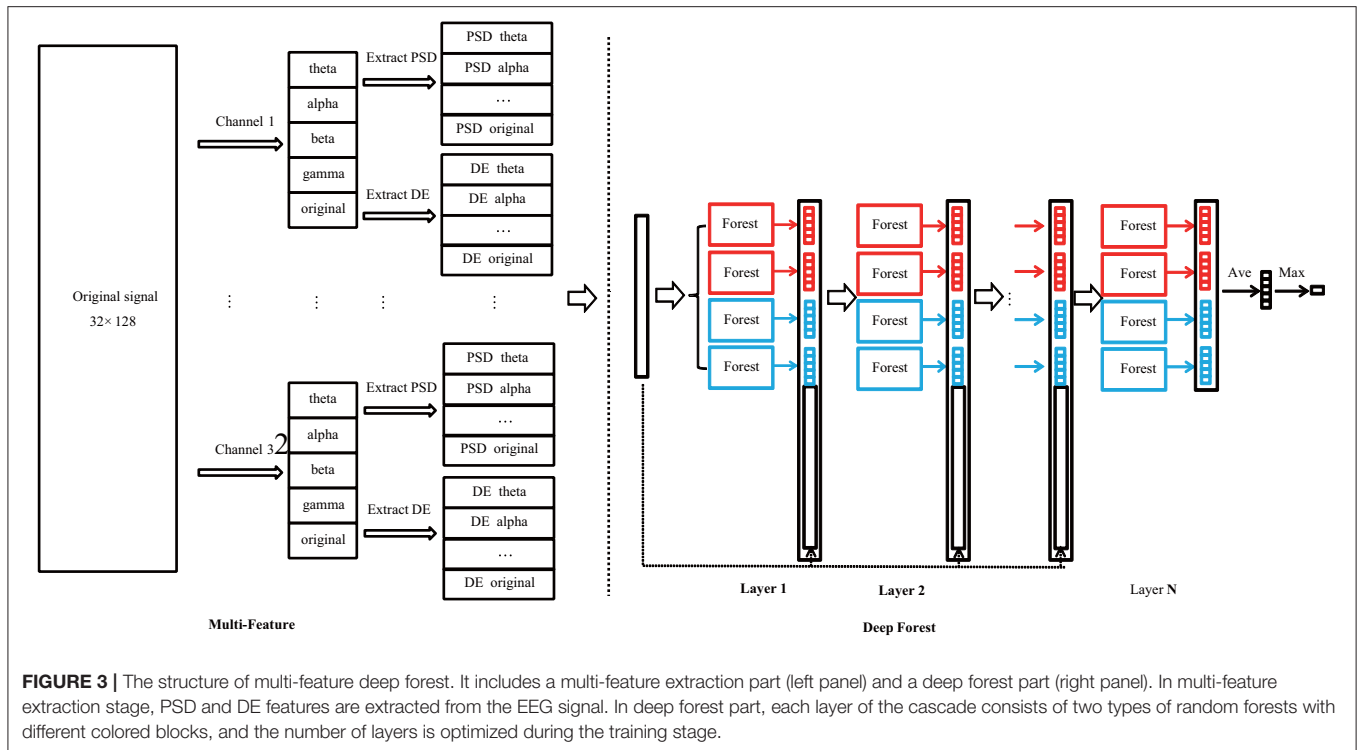 Original signal
32× 128
Channel 1
theta
alpha
beta
gamma
original
Extract PSD
Extract DE
PSD theta
PSD alpha
...
PSD original
DE theta
DE alpha
...
DE original
⋮ ⋮ ⋮ ⋮
Channel 32
theta
alpha
beta
gamma
original
Extract PSD
Extract DE
PSD theta
PSD alpha
...
PSD original
DE theta
DE alpha
...
DE original
Multi-Feature
Forest
Forest
Forest
Forest
Forest
Forest
Forest
Forest
⋮
Forest
Forest
Forest
Forest
Ave
Max
Layer 1
Layer 2
Layer N
Deep Forest
FIGURE 3 | The structure of multi-feature deep forest. It includes a multi-feature extraction part (left panel) and a deep forest part (right panel). In multi-feature
extraction stage, PSD and DE features are extracted from the EEG signal. In deep forest part, each layer of the cascade consists of two types of random forests with
different colored blocks, and the number of layers is optimized during the training stage.